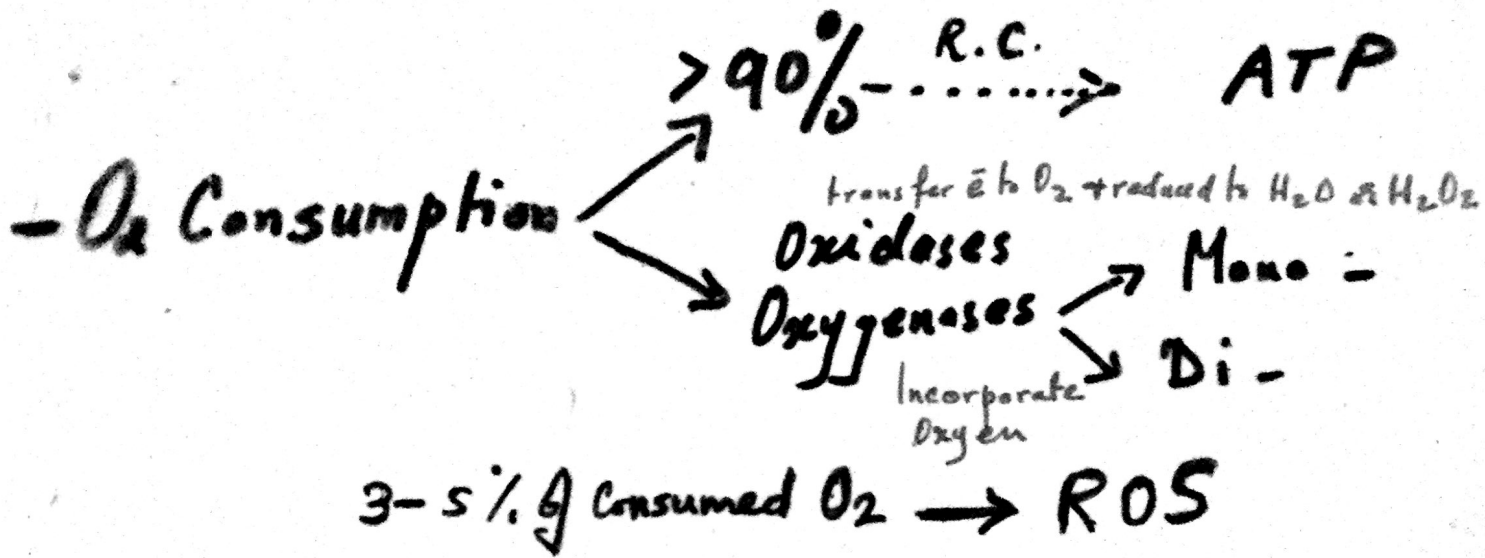 >90% R.C. ATP
- O2 Consumption
transfer ē to O2 + reduced to H2O or H2O2
Oxidases
Oxygenases
Mono -
Di -
Incorporate
Oxygen
3-5% of Consumed O2 → ROS